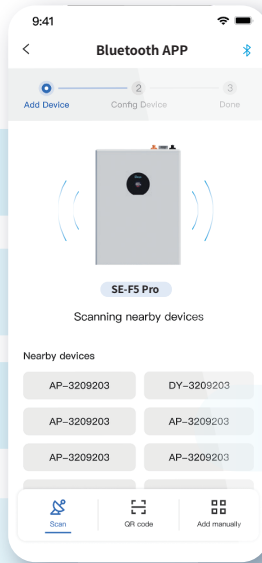 9:41
Bluetooth APP
2
3
Add Device
Config Device
Done
SE-F5 Pro
Scanning nearby devices
Nearby devices
AP-3209203 DY-3209203
AP-3209203 AP-3209203
AP-3209203 AP-3209203
Scan
QR code
Add manually